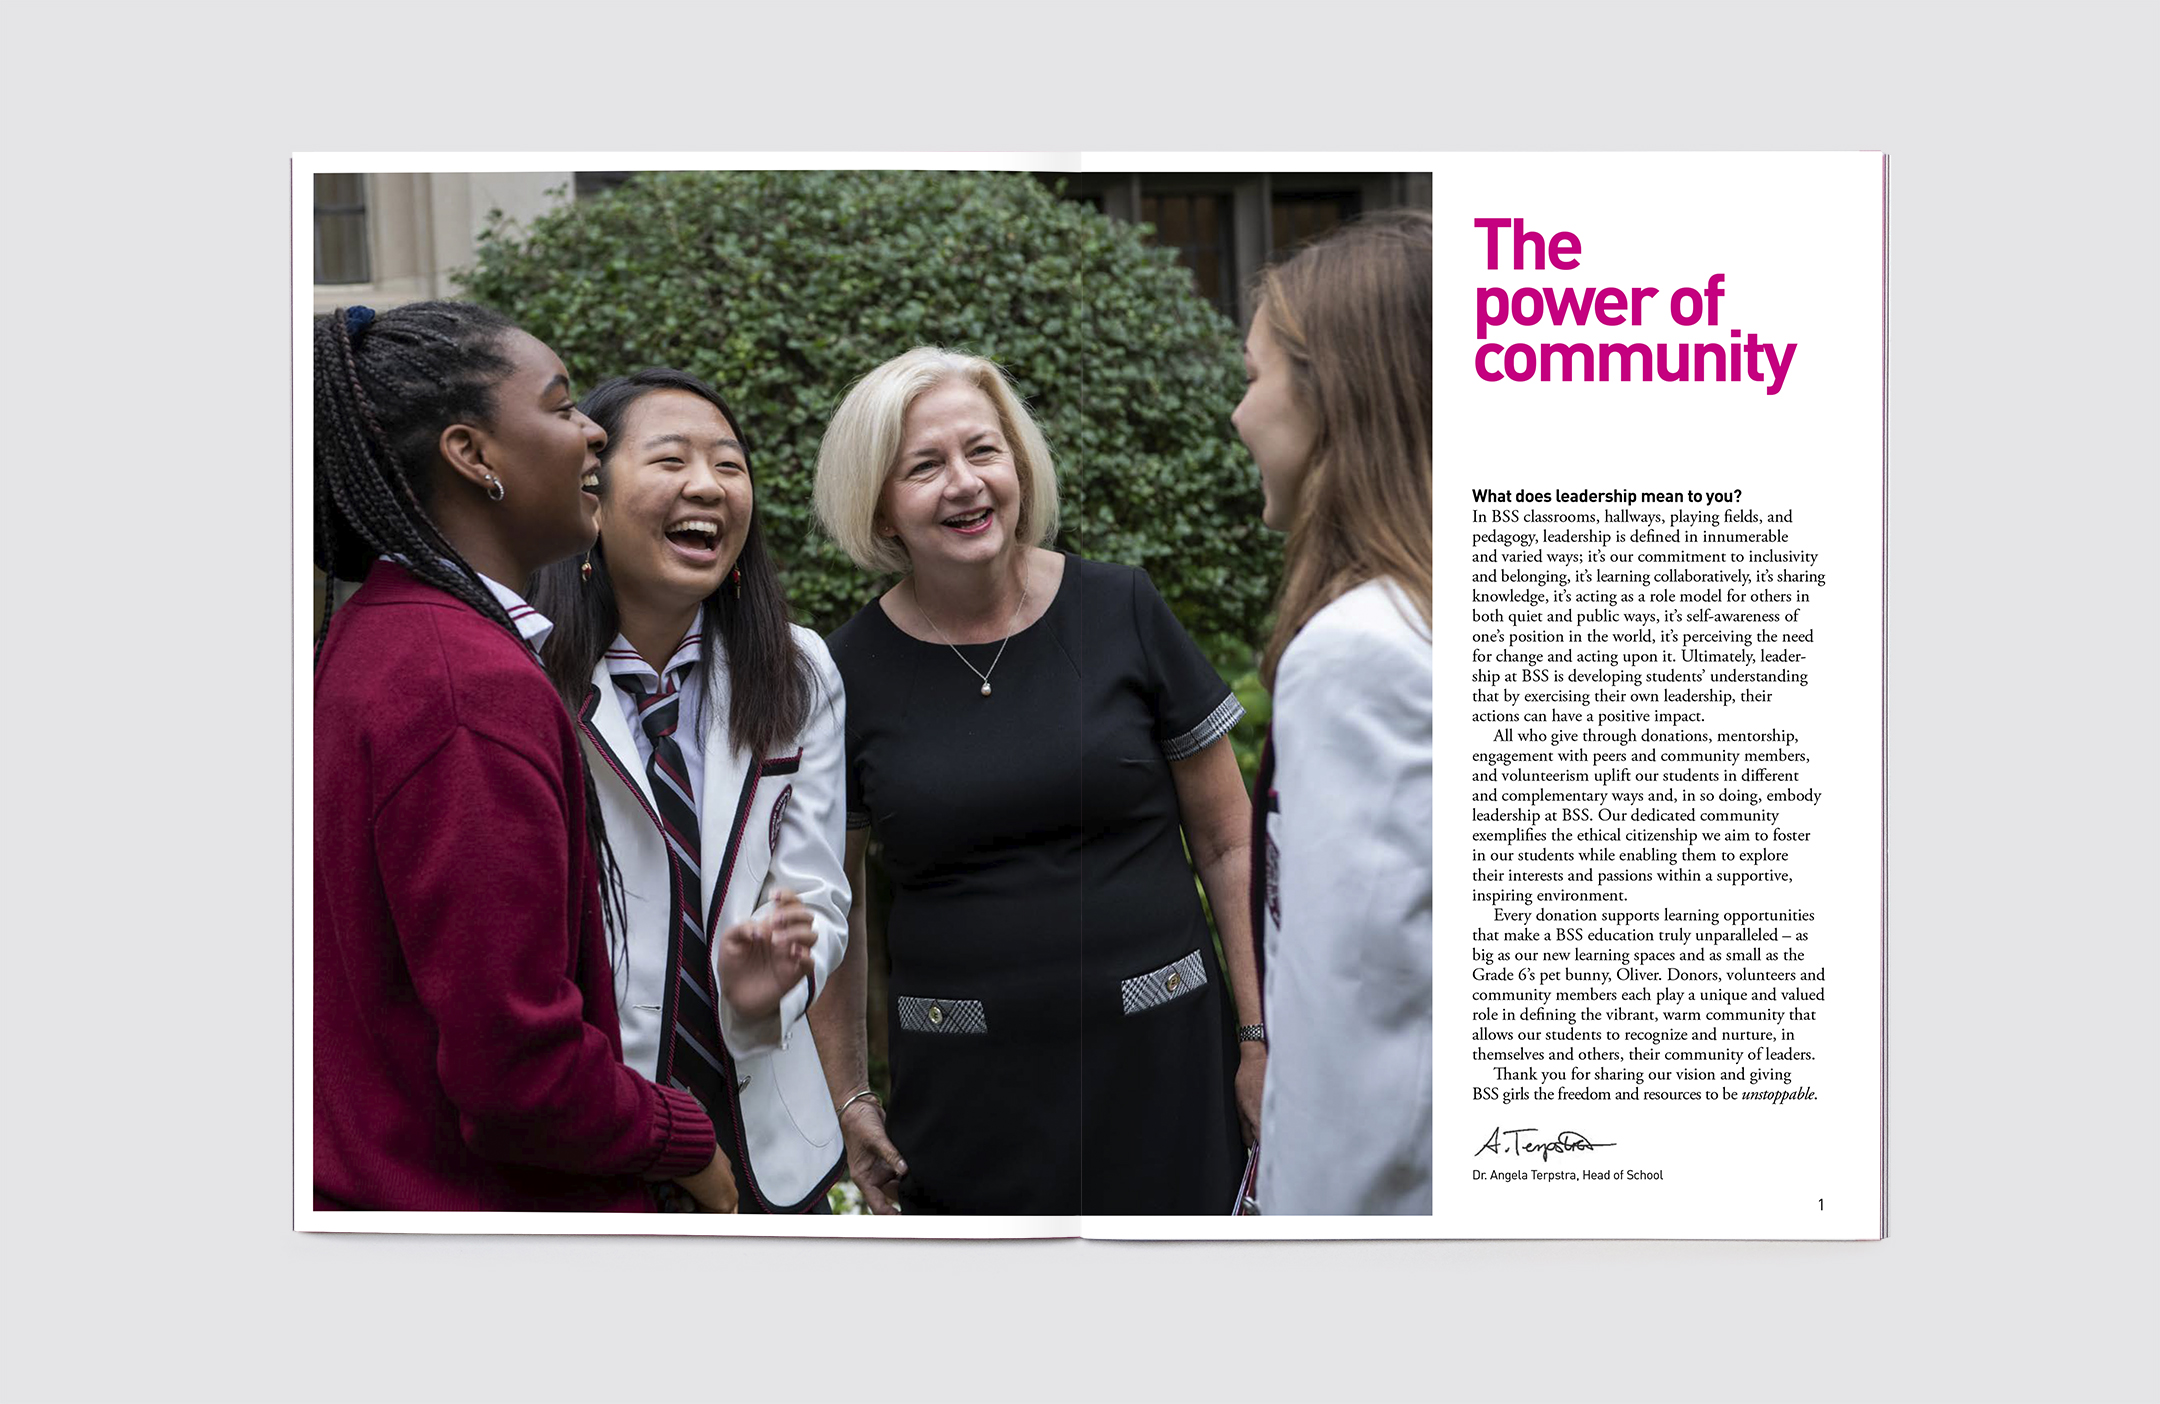 The
power of
community
What does leadership mean to you?
In BSS classrooms, hallways, playing fields, and
pedagogy, leadership is defined in innumerable
and varied ways; it’s our commitment to inclusivity
and belonging, it’s learning collaboratively, it’s sharing
knowledge, it’s acting as a role model for others in
both quiet and public ways, it’s self-awareness of
one’s position in the world, it’s perceiving the need
for change and acting upon it. Ultimately, leader-
ship at BSS is developing students’ understanding
that by exercising their own leadership, their
actions can have a positive impact.
All who give through donations, mentorship,
engagement with peers and community members,
and volunteerism uplift our students in different
and complementary ways and, in so doing, embody
leadership at BSS. Our dedicated community
exemplifies the ethical citizenship we aim to foster
in our students while enabling them to explore
their interests and passions within a supportive,
inspiring environment.
Every donation supports learning opportunities
that make a BSS education truly unparalleled – as
big as our new learning spaces and as small as the
Grade 6’s pet bunny, Oliver. Donors, volunteers and
community members each play a unique and valued
role in defining the vibrant, warm community that
allows our students to recognize and nurture, in
themselves and others, their community of leaders.
Thank you for sharing our vision and giving
BSS girls the freedom and resources to be unstoppable.
A. Terpstra
Dr. Angela Terpstra, Head of School
1